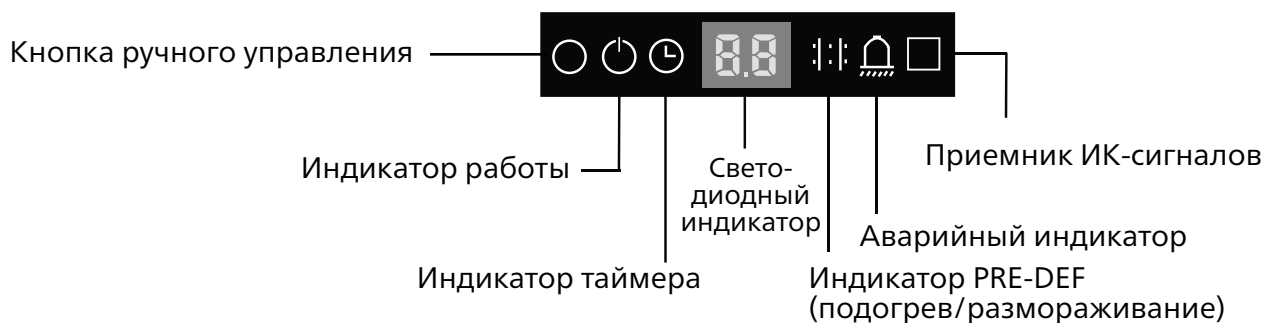 Кнопка ручного управления
8.8
Индикатор работы
Свето-
диодный
индикатор
Приемник ИК-сигналов
Аварийный индикатор
Индикатор таймера
Индикатор PRE-DEF
(подогрев/размораживание)